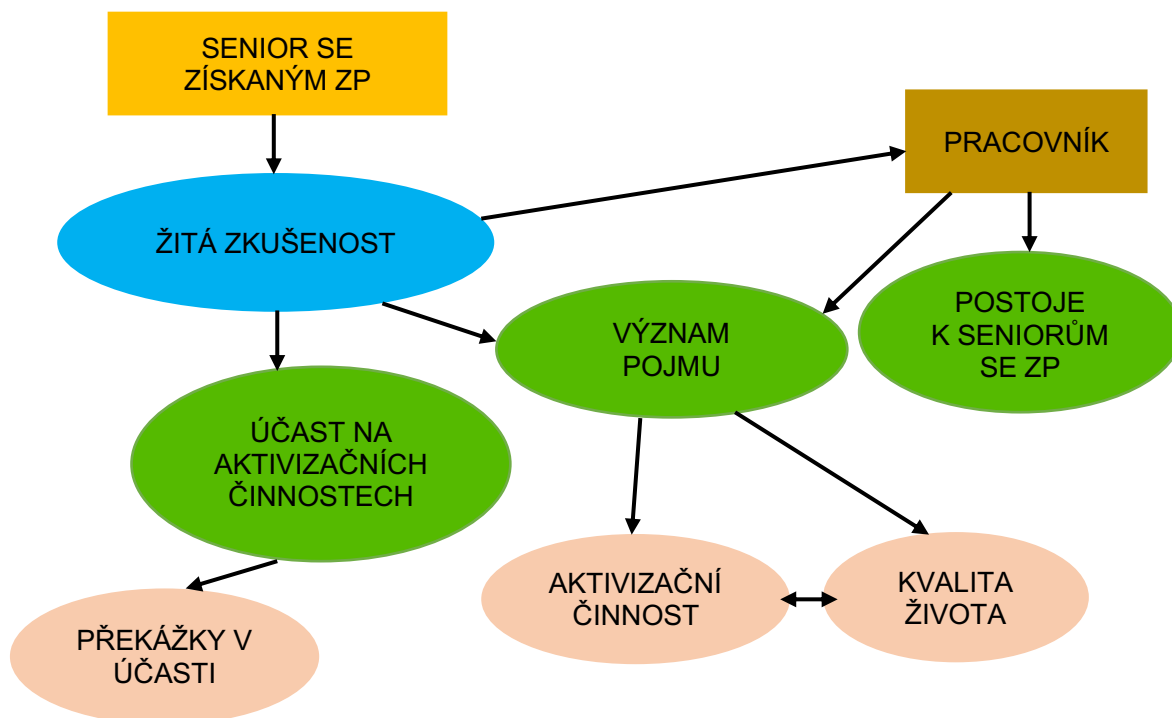 SENIOR SE
ZÍSKANÝM ZP
PRACOVNÍK
ŽITÁ ZKUŠENOST
POSTOJE
K SENIORŮM
SE ZP
VÝZNAM
POJMU
ÚČAST NA
AKTIVIZAČNÍCH
ČINNOSTECH
AKTIVIZAČNÍ
ČINNOST
KVALITA
ŽIVOTA
PŘEKÁŽKY V
ÚČASTI